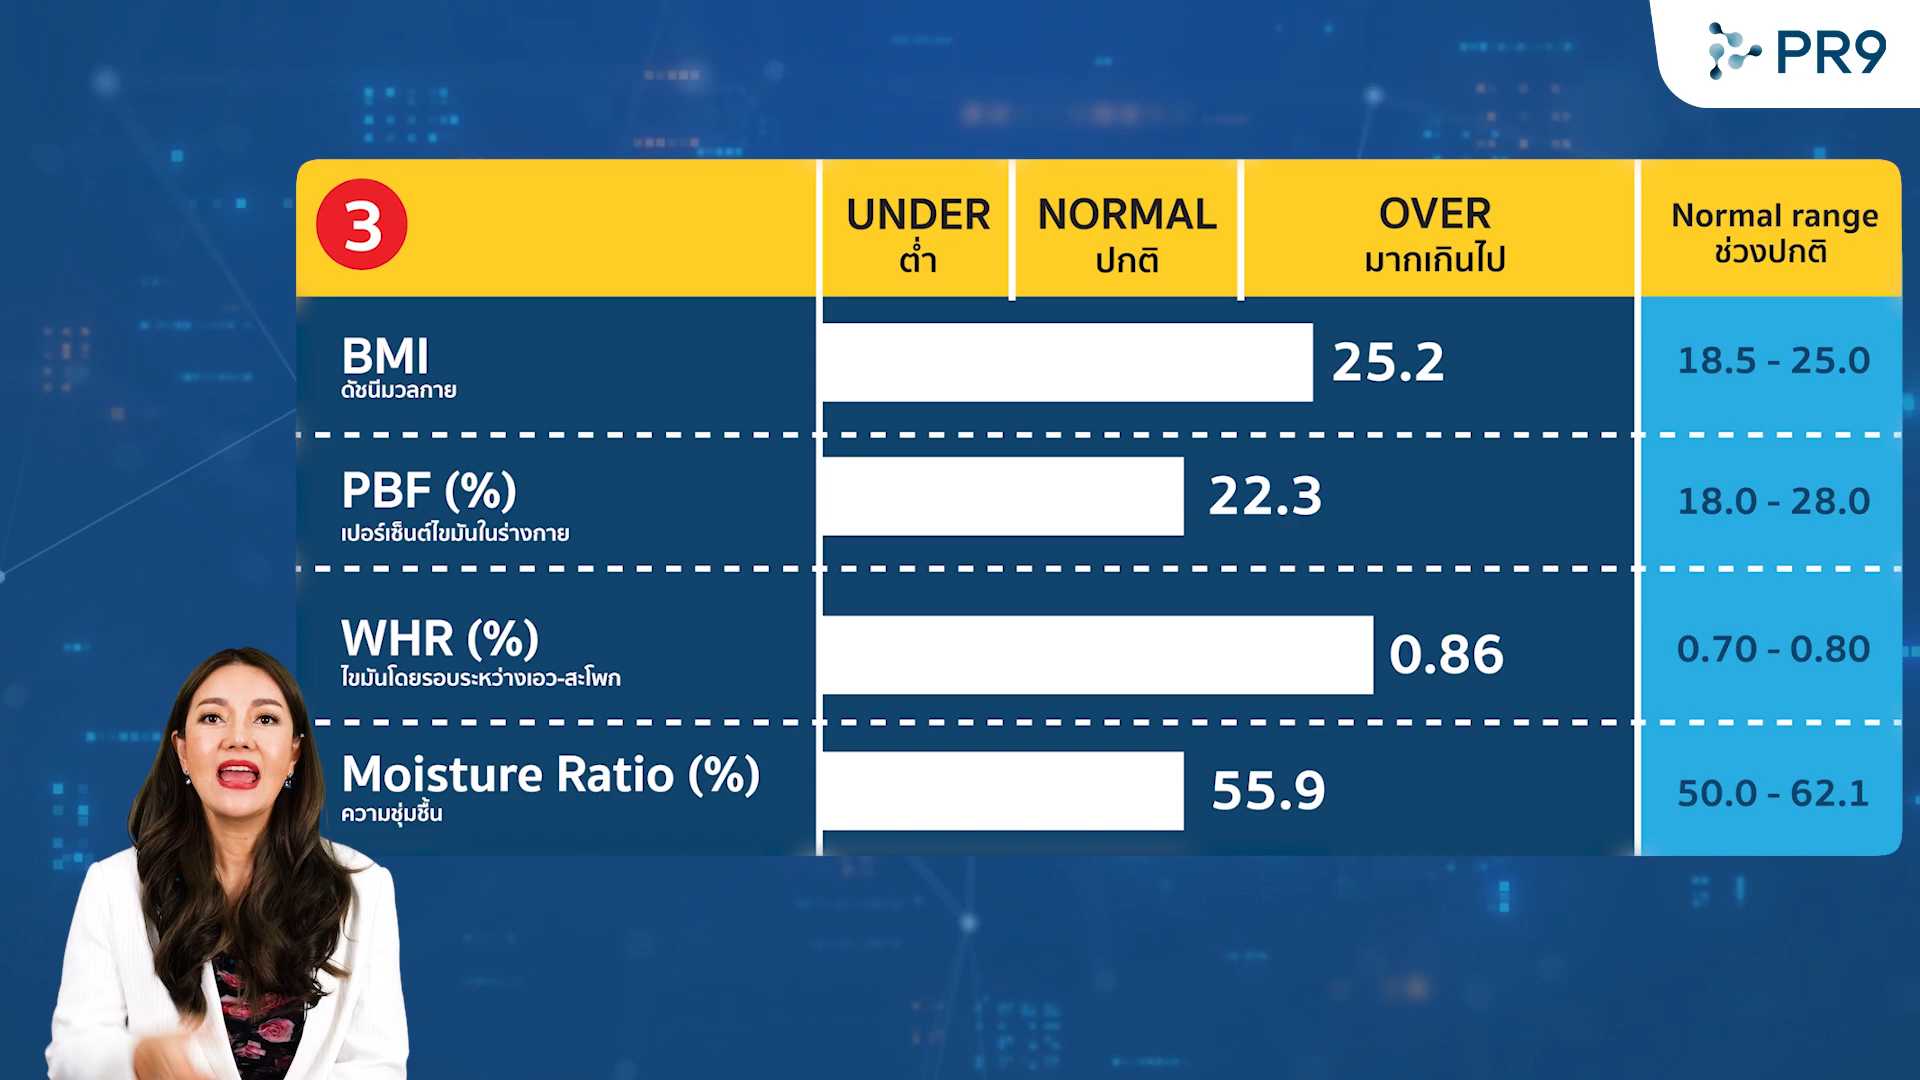 PR9
3
UNDER
ต่ำ
NORMAL
ปกติ
OVER
มากเกินไป
Normal range
ช่วงปกติ
BMI
ดัชนีมวลกาย
25.2
18.5 - 25.0
PBF (%)
เปอร์เซ็นต์ไขมันในร่างกาย
22.3
18.0 - 28.0
WHR (%)
ไขมันโดยรอบระหว่างเอว-สะโพก
0.86
0.70 - 0.80
Moisture Ratio (%)
ความชุ่มชื้น
55.9
50.0 - 62.1